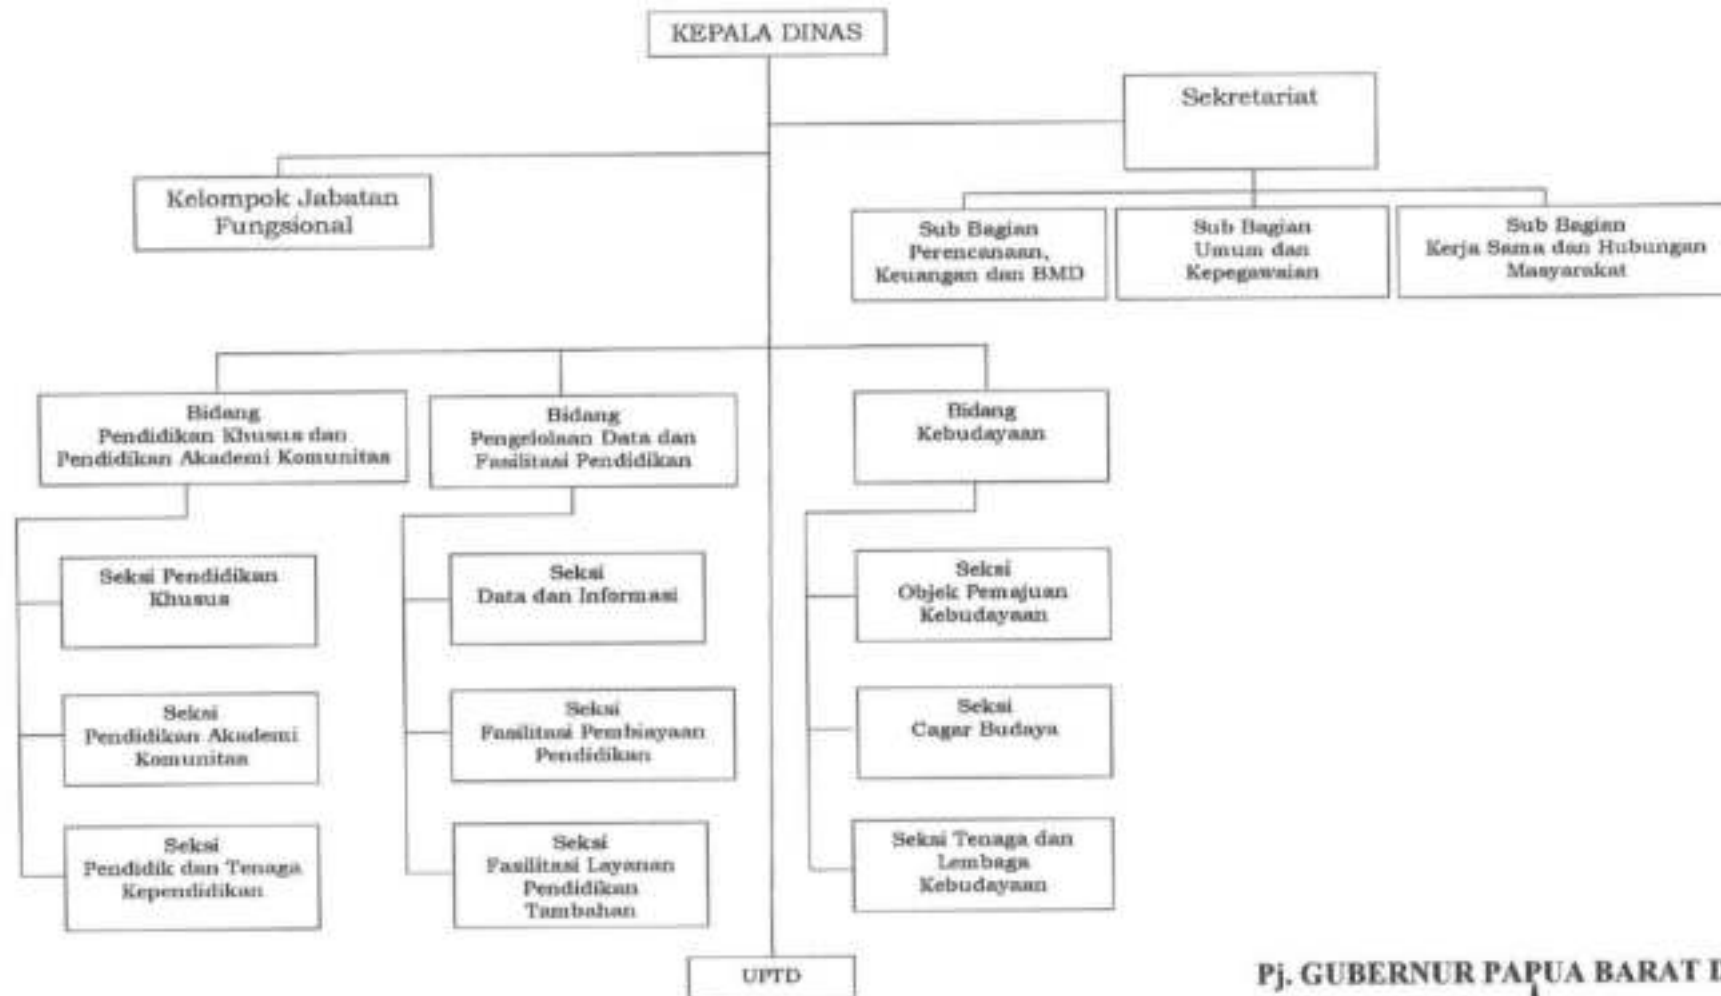 KEPALA DINAS
Sekretariat
Kelompok Jabatan
Fungsional
Sub Bagian
Perencanaan,
Keuangan dan BMD
Sub Bagian
Umum dan
Kepegawaian
Sub Bagian
Kerja Sama dan Hubungan
Masyarakat
Bidang
Pendidikan Khusus dan
Pendidikan Akademi Komunitas
Bidang
Pengelolaan Data dan
Fasilitasi Pendidikan
Bidang
Kebudayaan
Seksi Pendidikan
Khusus
Seksi
Data dan Informasi
Seksi
Objek Pemajuan
Kebudayaan
Seksi
Pendidikan Akademi
Komunitas
Seksi
Fasilitasi Pembiayaan
Pendidikan
Seksi
Cagar Budaya
Seksi
Pendidik dan Tenaga
Kependidikan
Seksi
Fasilitasi Layanan
Pendidikan
Tambahan
Seksi Tenaga dan
Lembaga
Kebudayaan
UPTD
Pj. GUBERNUR PAPUA BARAT